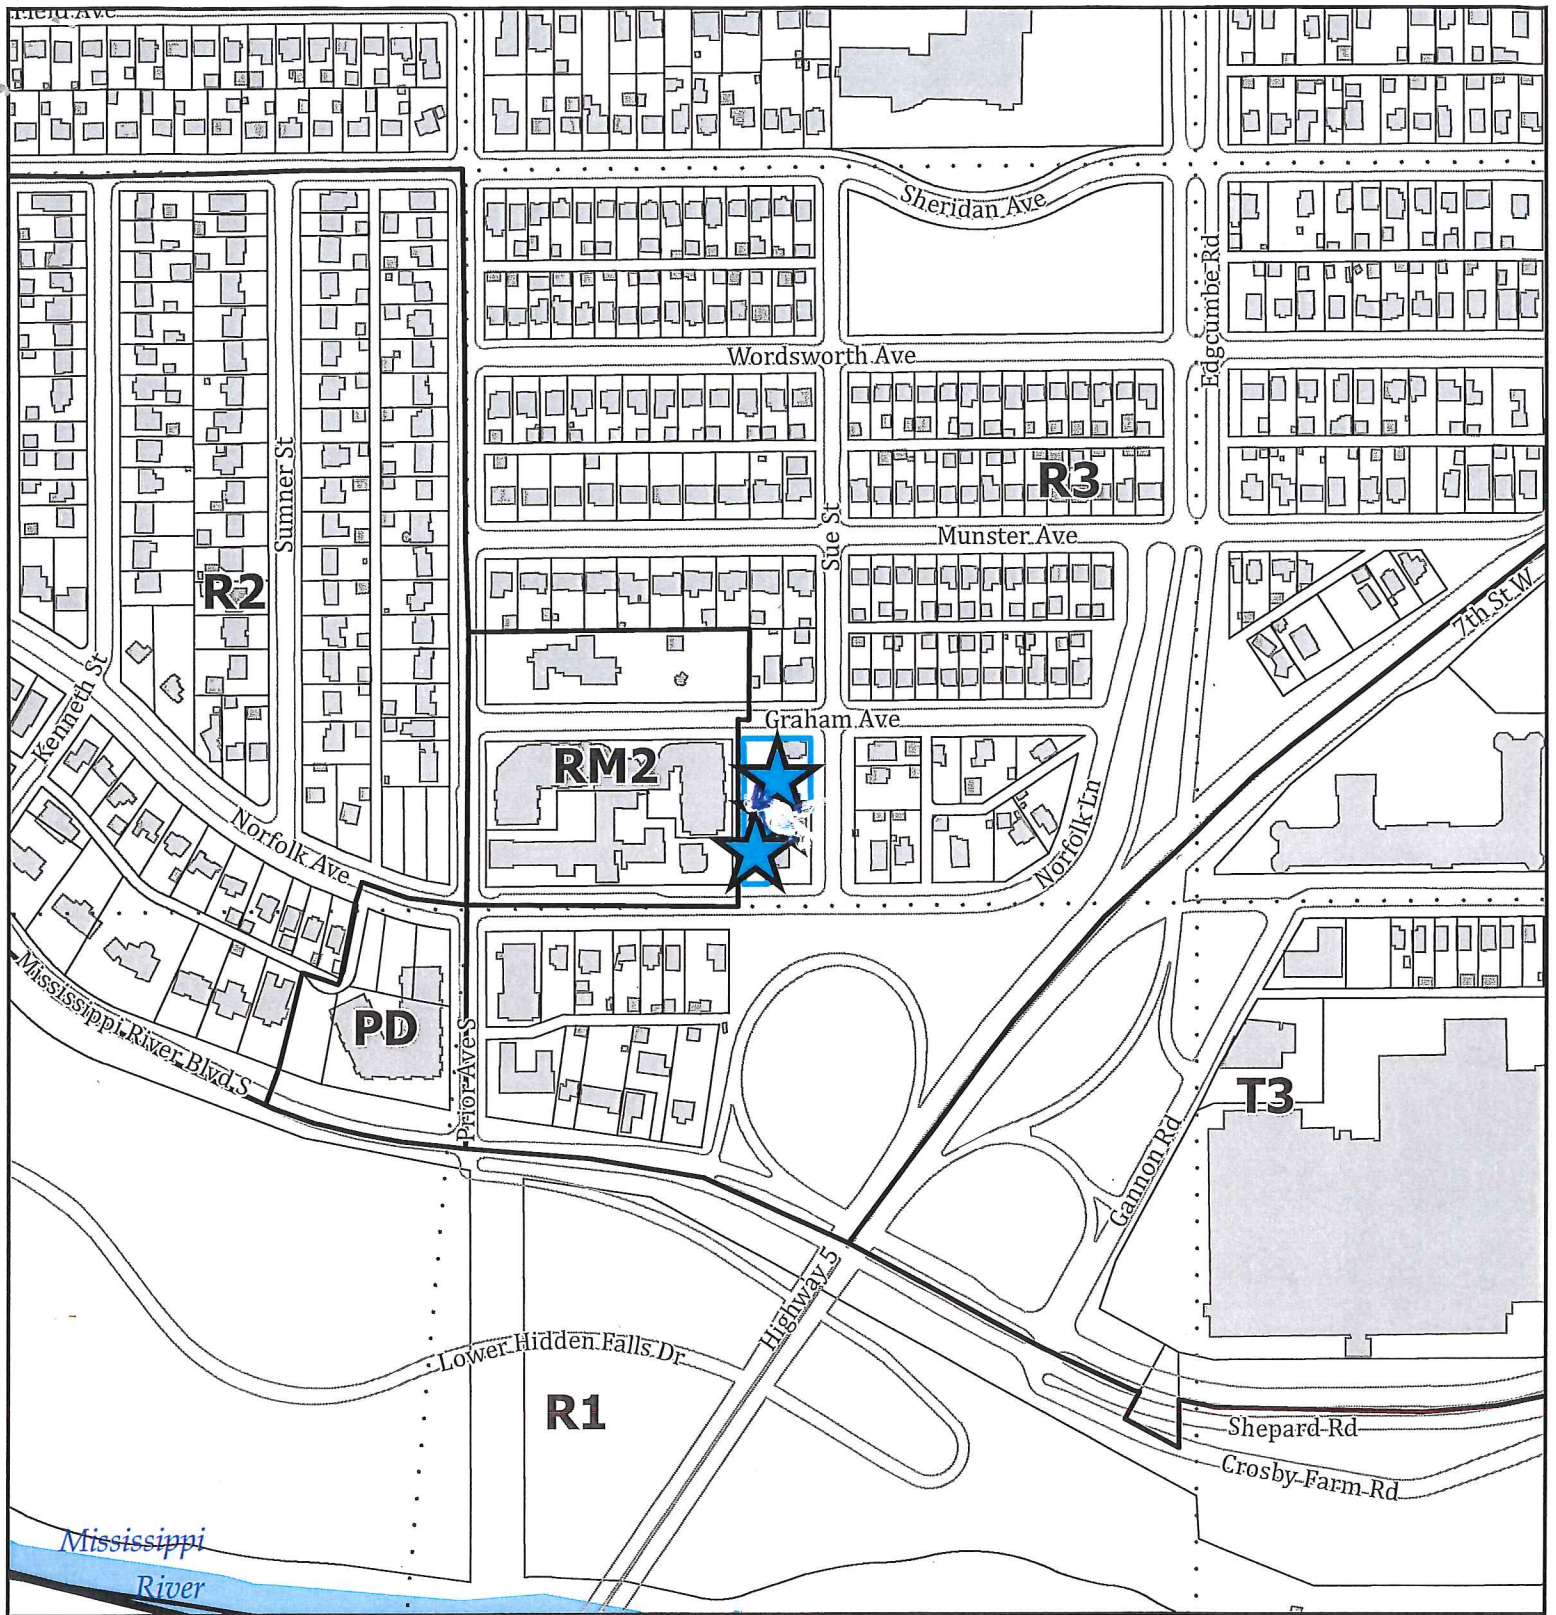 Sheridan Ave
Edgcumbe Rd
Wordsworth Ave
Sumner St
R3
Sue St
Munster Ave
R2
7th St W
Kenneth St
Graham Ave
RM2
Norfolk Ave
Norfolk Ln
Mississippi River Blvd S
PD
Prior Ave S
T3
Gannon Rd
Highway 5
Lower Hidden Falls Dr
R1
Shepard Rd
Crosby Farm Rd
Mississippi
River